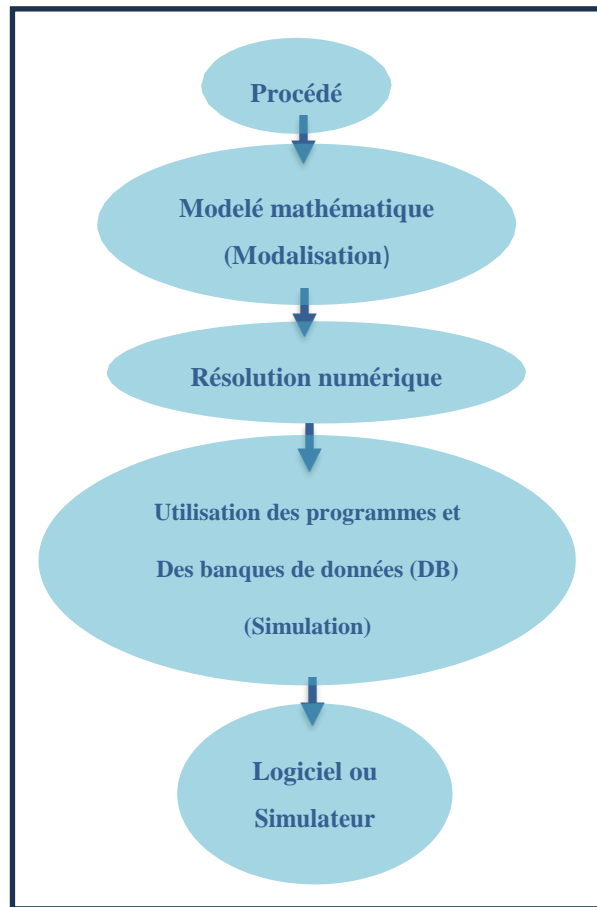 Procédé
Modelé mathématique
(Modalisation)
Résolution numérique
Utilisation des programmes et
Des banques de données (DB)
(Simulation)
Logiciel ou
Simulateur